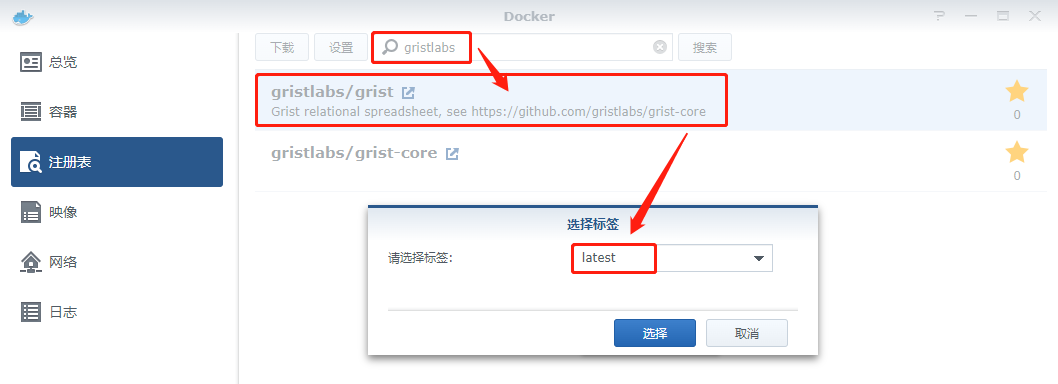 Docker
总览
容器
注册表
映像
网络
日志
下载 设置 gristlabs 搜索
gristlabs/grist
Grist relational spreadsheet, see https://github.com/gristlabs/grist-core
0
gristlabs/grist-core
0
选择标签
请选择标签: latest
选择 取消